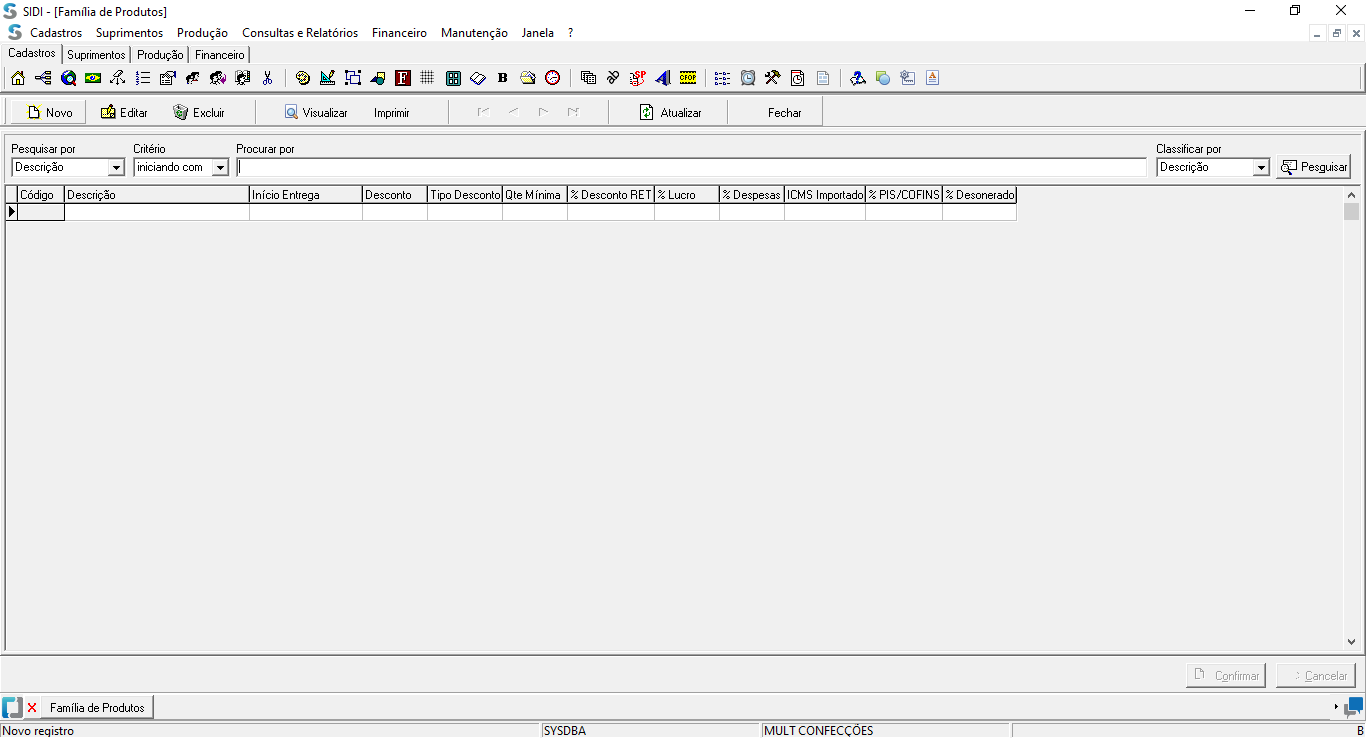 SIDI - [Família de Produtos]
Cadastros Suprimentos Produção Consultas e Relatórios Financeiro Manutenção Janela ?
Cadastros Suprimentos Produção Financeiro
F B SP CFOP A
Novo Editar Excluir Visualizar Imprimir Atualizar Fechar
Pesquisar por Critério Procurar por Classificar por
Descrição iniciando com Descrição Pesquisar
Código Descrição Início Entrega Desconto Tipo Desconto Qte Mínima % Desconto RET % Lucro % Despesas ICMS Importado % PIS/COFINS % Desonerado
Confirmar Cancelar
Família de Produtos
Novo registro SYSDBA MULT CONFECÇÕES B